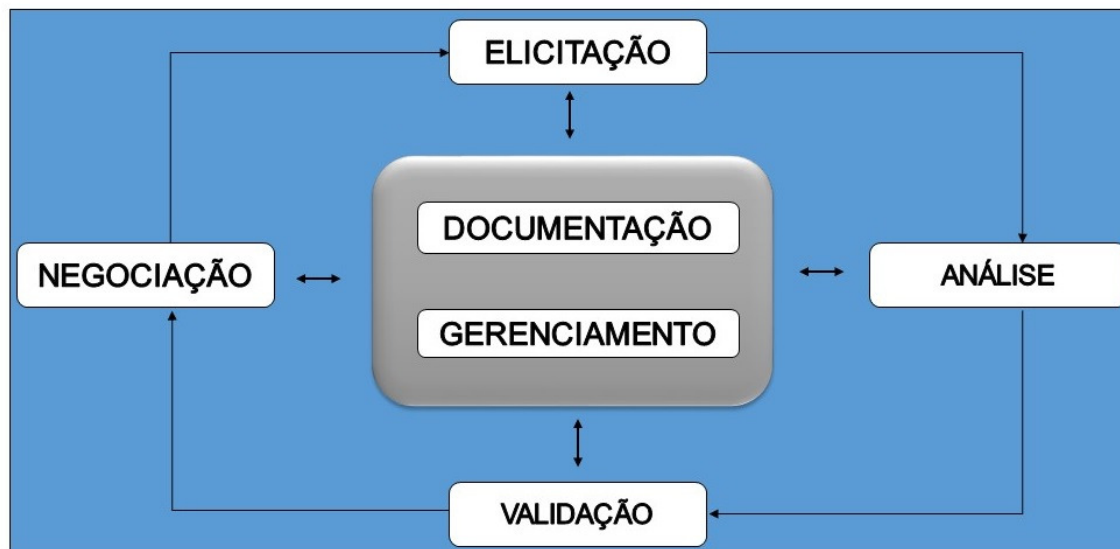 ELICITAÇÃO
DOCUMENTAÇÃO
NEGOCIAÇÃO
ANÁLISE
GERENCIAMENTO
VALIDAÇÃO